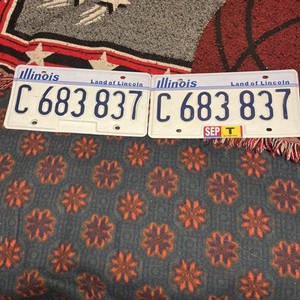 Illinois
Land of Lincoln
C 683 837
Illinois
Land of Lincoln
C 683 837
SEP T